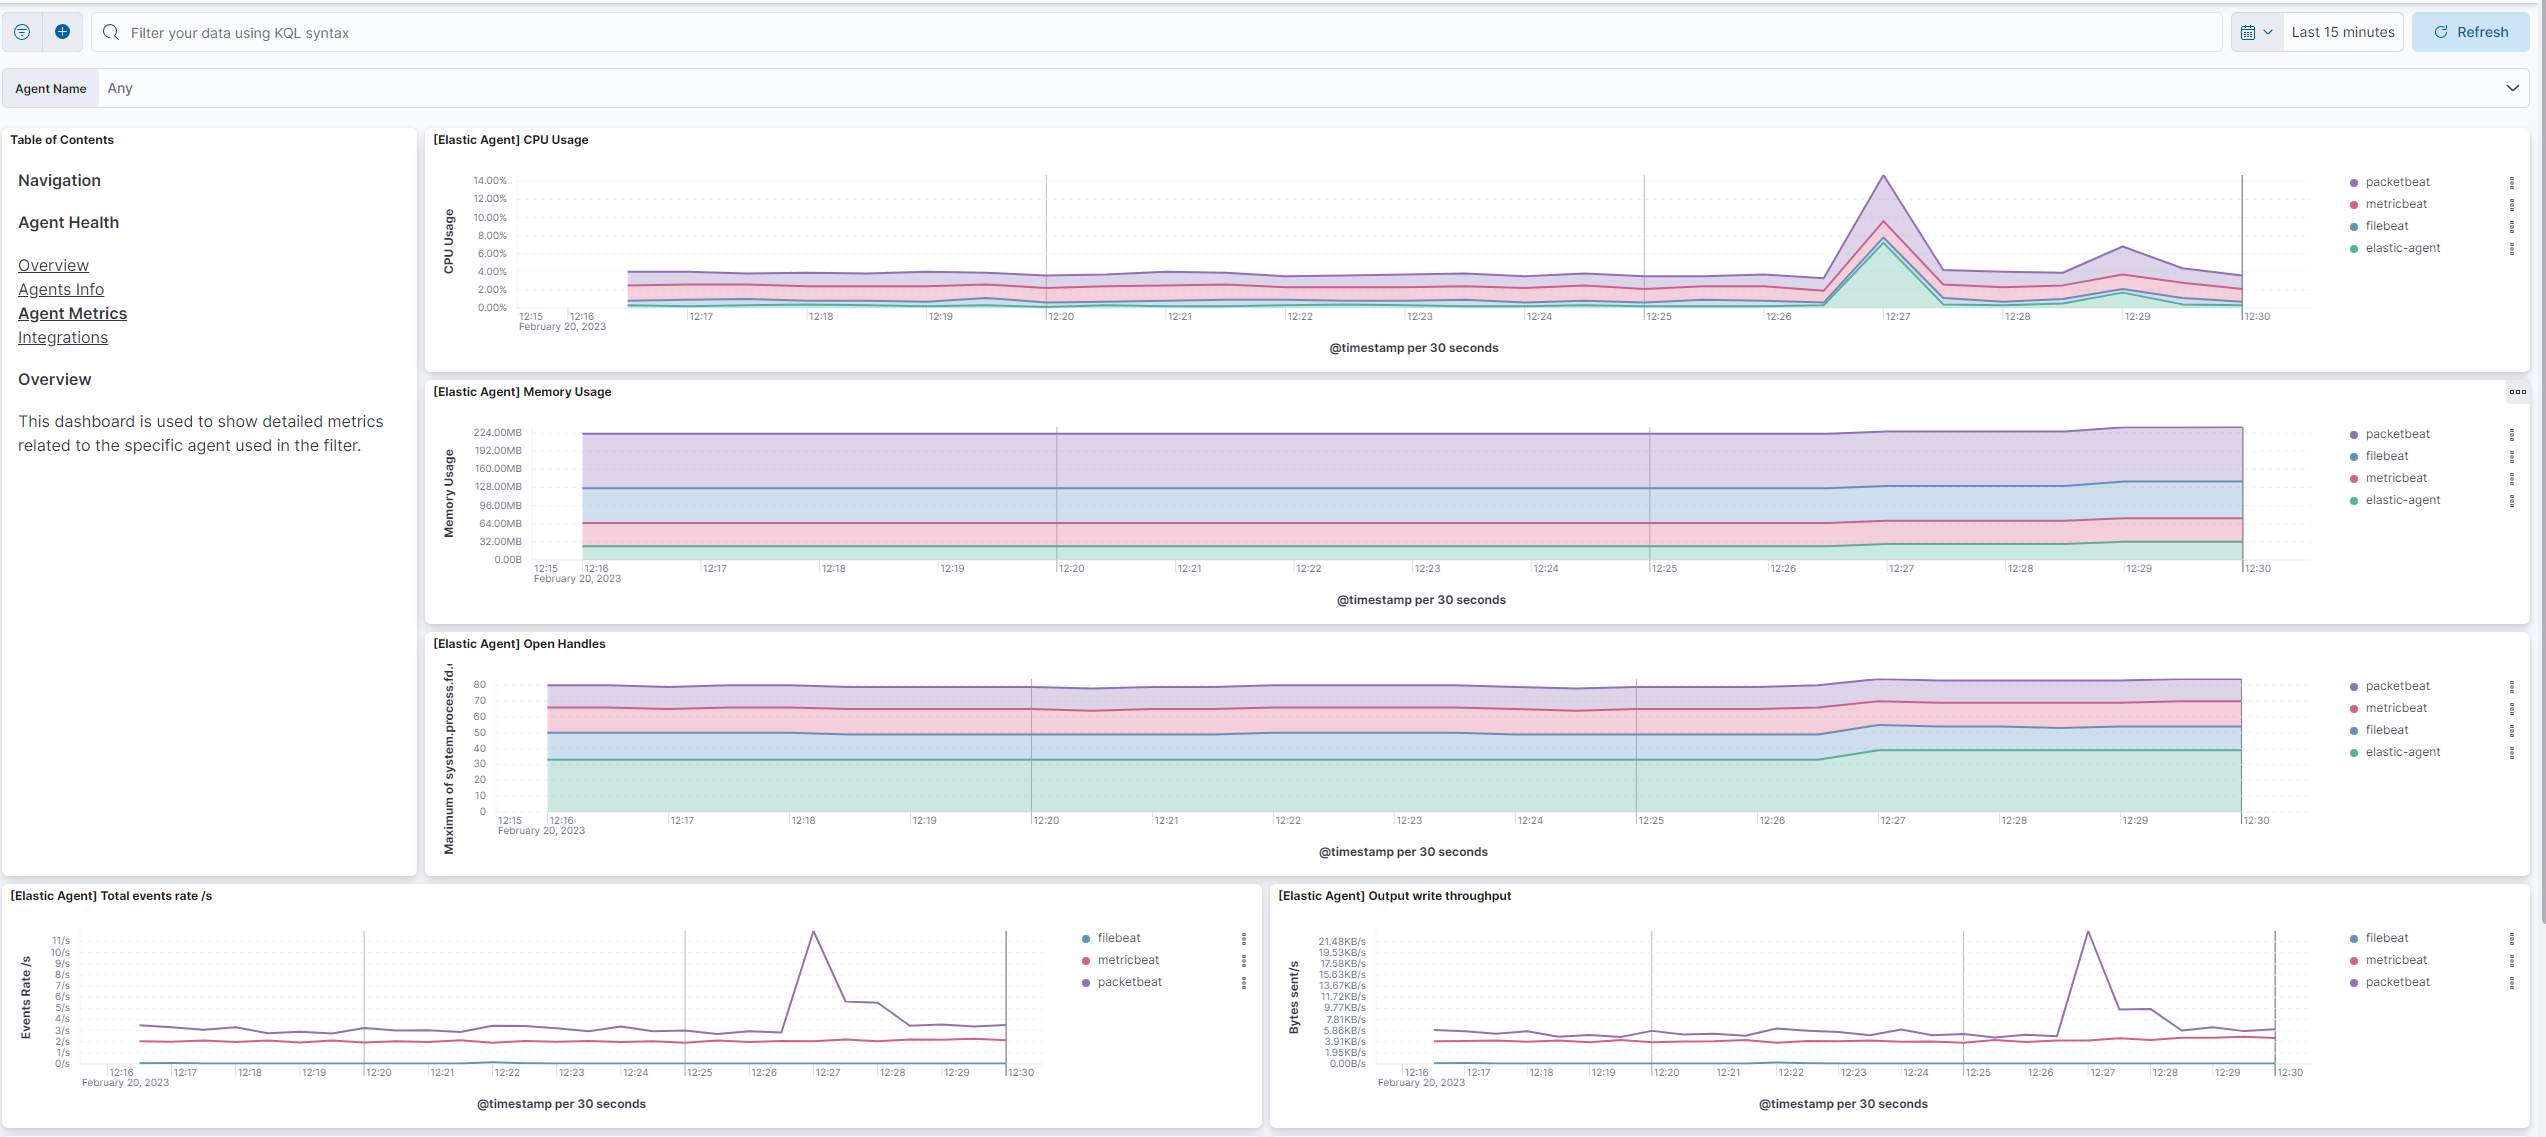 Filter your data using KQL syntax
Last 15 minutes
Refresh
Agent Name
Any
Table of Contents
Navigation
Agent Health
Overview
Agents Info
Agent Metrics
Integrations
Overview
This dashboard is used to show detailed metrics
related to the specific agent used in the filter.
[Elastic Agent] CPU Usage
CPU Usage
14.00%
12.00%
10.00%
8.00%
6.00%
4.00%
2.00%
0.00%
12:15 12:16 12:17 12:18 12:19 12:20 12:21 12:22 12:23 12:24 12:25 12:26 12:27 12:28 12:29 12:30
February 20, 2023
@timestamp per 30 seconds
packetbeat
metricbeat
filebeat
elastic-agent
[Elastic Agent] Memory Usage
Memory Usage
224.00MB
192.00MB
160.00MB
128.00MB
96.00MB
64.00MB
32.00MB
0.00B
12:15 12:16 12:17 12:18 12:19 12:20 12:21 12:22 12:23 12:24 12:25 12:26 12:27 12:28 12:29 12:30
February 20, 2023
@timestamp per 30 seconds
packetbeat
filebeat
metricbeat
elastic-agent
[Elastic Agent] Open Handles
Maximum of system.process.fd.
80
70
60
50
40
30
20
10
0
12:15 12:16 12:17 12:18 12:19 12:20 12:21 12:22 12:23 12:24 12:25 12:26 12:27 12:28 12:29 12:30
February 20, 2023
@timestamp per 30 seconds
packetbeat
metricbeat
filebeat
elastic-agent
[Elastic Agent] Total events rate /s
Events Rate /s
11/s
10/s
9/s
8/s
7/s
6/s
5/s
4/s
3/s
2/s
1/s
0/s
12:16 12:17 12:18 12:19 12:20 12:21 12:22 12:23 12:24 12:25 12:26 12:27 12:28 12:29 12:30
February 20, 2023
@timestamp per 30 seconds
filebeat
metricbeat
packetbeat
[Elastic Agent] Output write throughput
Bytes sent/s
21.48KB/s
19.53KB/s
17.58KB/s
15.63KB/s
13.67KB/s
11.72KB/s
9.77KB/s
7.81KB/s
5.86KB/s
3.91KB/s
1.95KB/s
0.00B/s
12:16 12:17 12:18 12:19 12:20 12:21 12:22 12:23 12:24 12:25 12:26 12:27 12:28 12:29 12:30
February 20, 2023
@timestamp per 30 seconds
filebeat
metricbeat
packetbeat